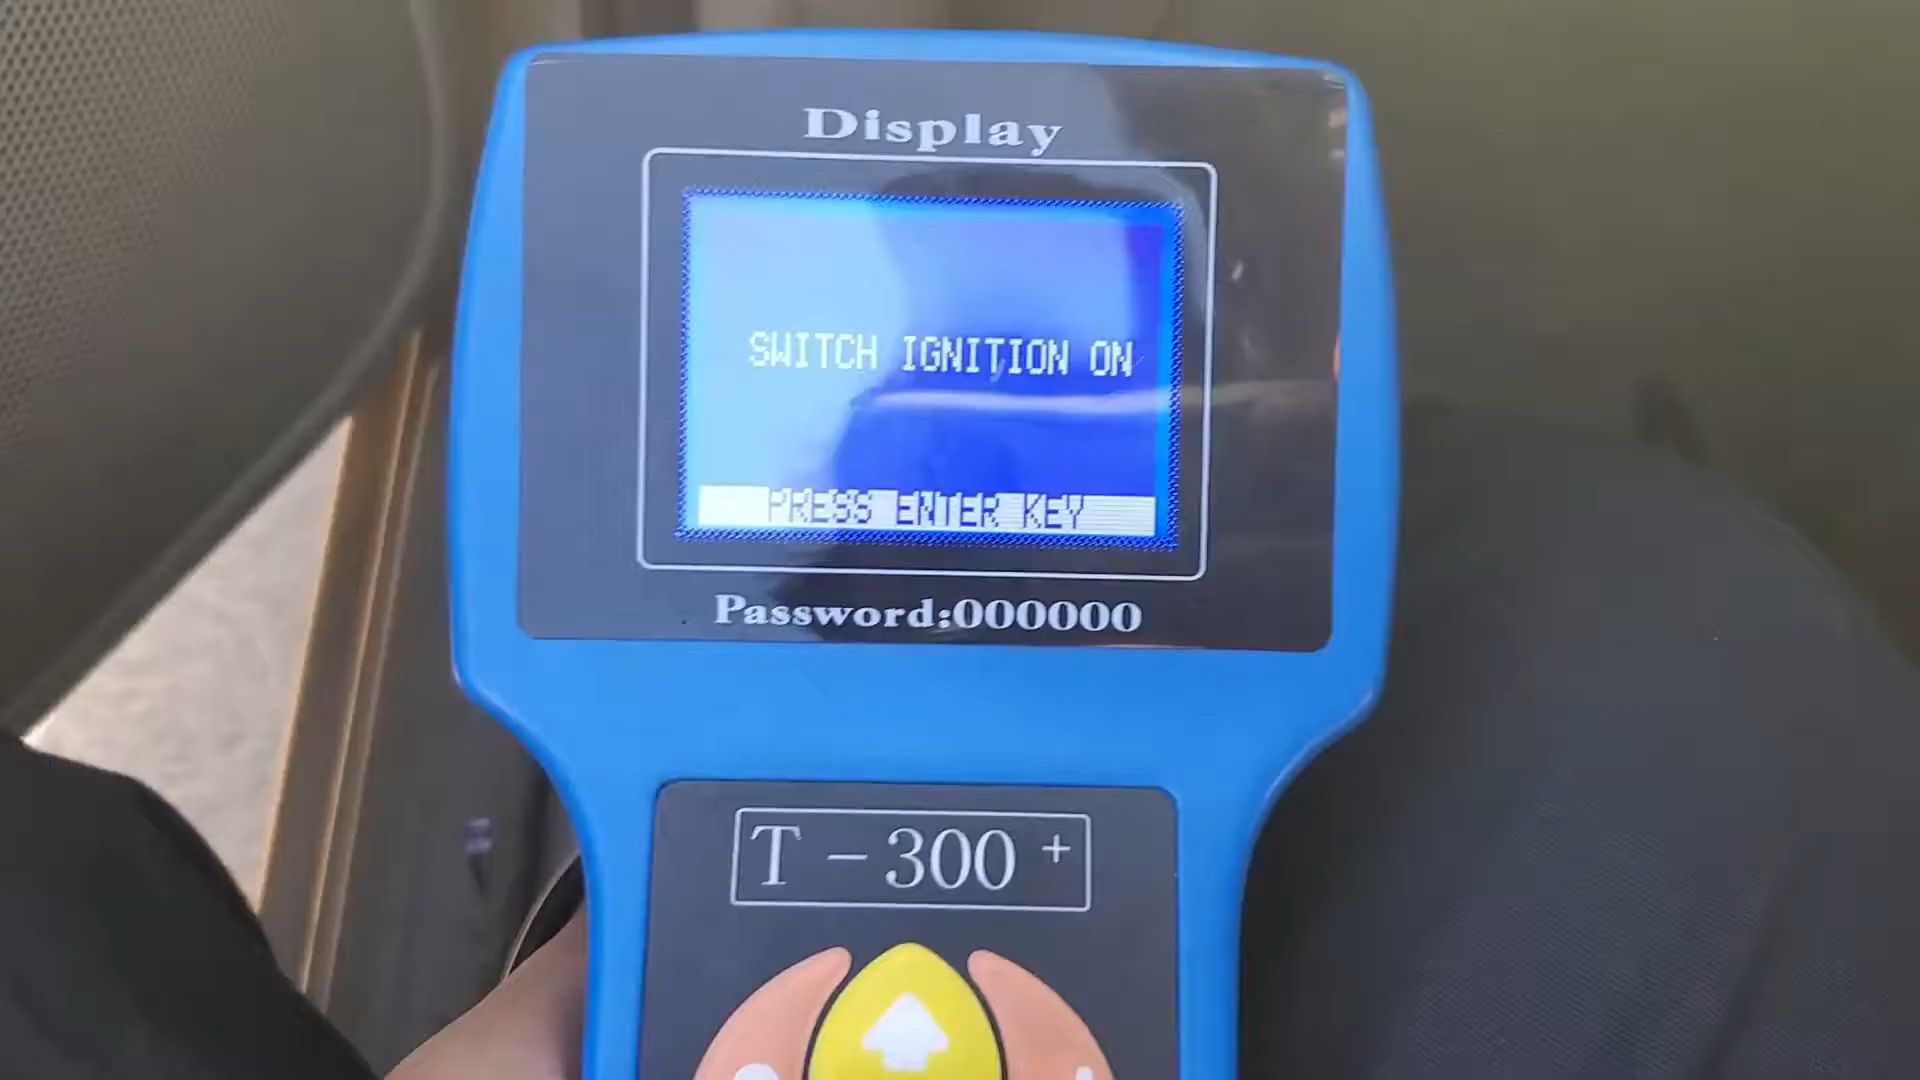 Display
SWITCH IGNITION ON
PRESS ENTER KEY
Password:000000
T-300+